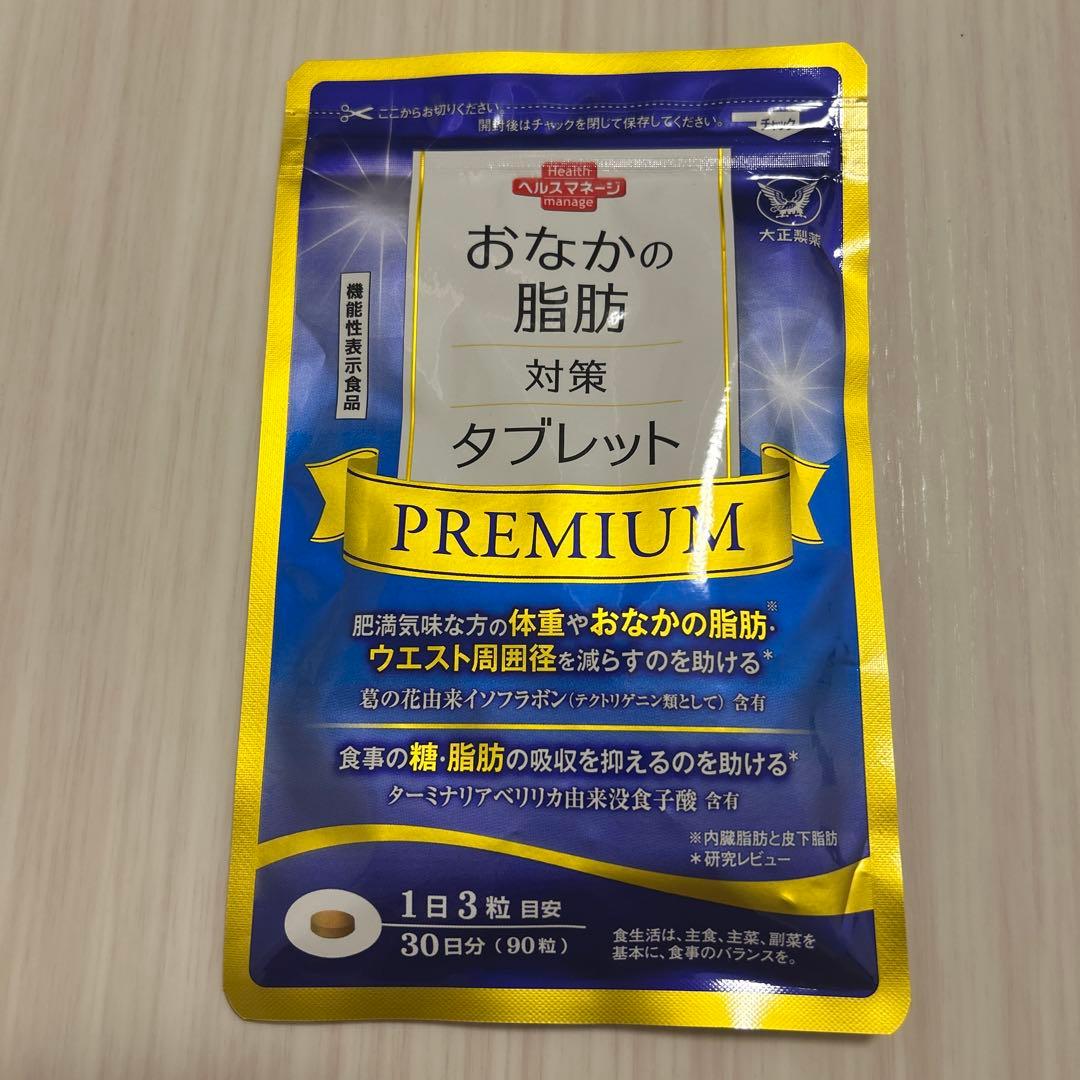 ここからお切りください。
開封後はチャックを閉じて保存してください。
チャック
Health
ヘルスマネージ
manage
大正製薬
おなかの
脂肪
対策
タブレット
機能性表示食品
PREMIUM
肥満気味な方の体重やおなかの脂肪※・
ウエスト周囲径を減らすのを助ける*
葛の花由来イソフラボン(テクトリゲニン類として) 含有
食事の糖・脂肪の吸収を抑えるのを助ける*
ターミナリアベリリカ由来没食子酸 含有
※内臓脂肪と皮下脂肪
*研究レビュー
1日3粒 目安
30日分(90粒)
食生活は、主食、主菜、副菜を
基本に、食事のバランスを。